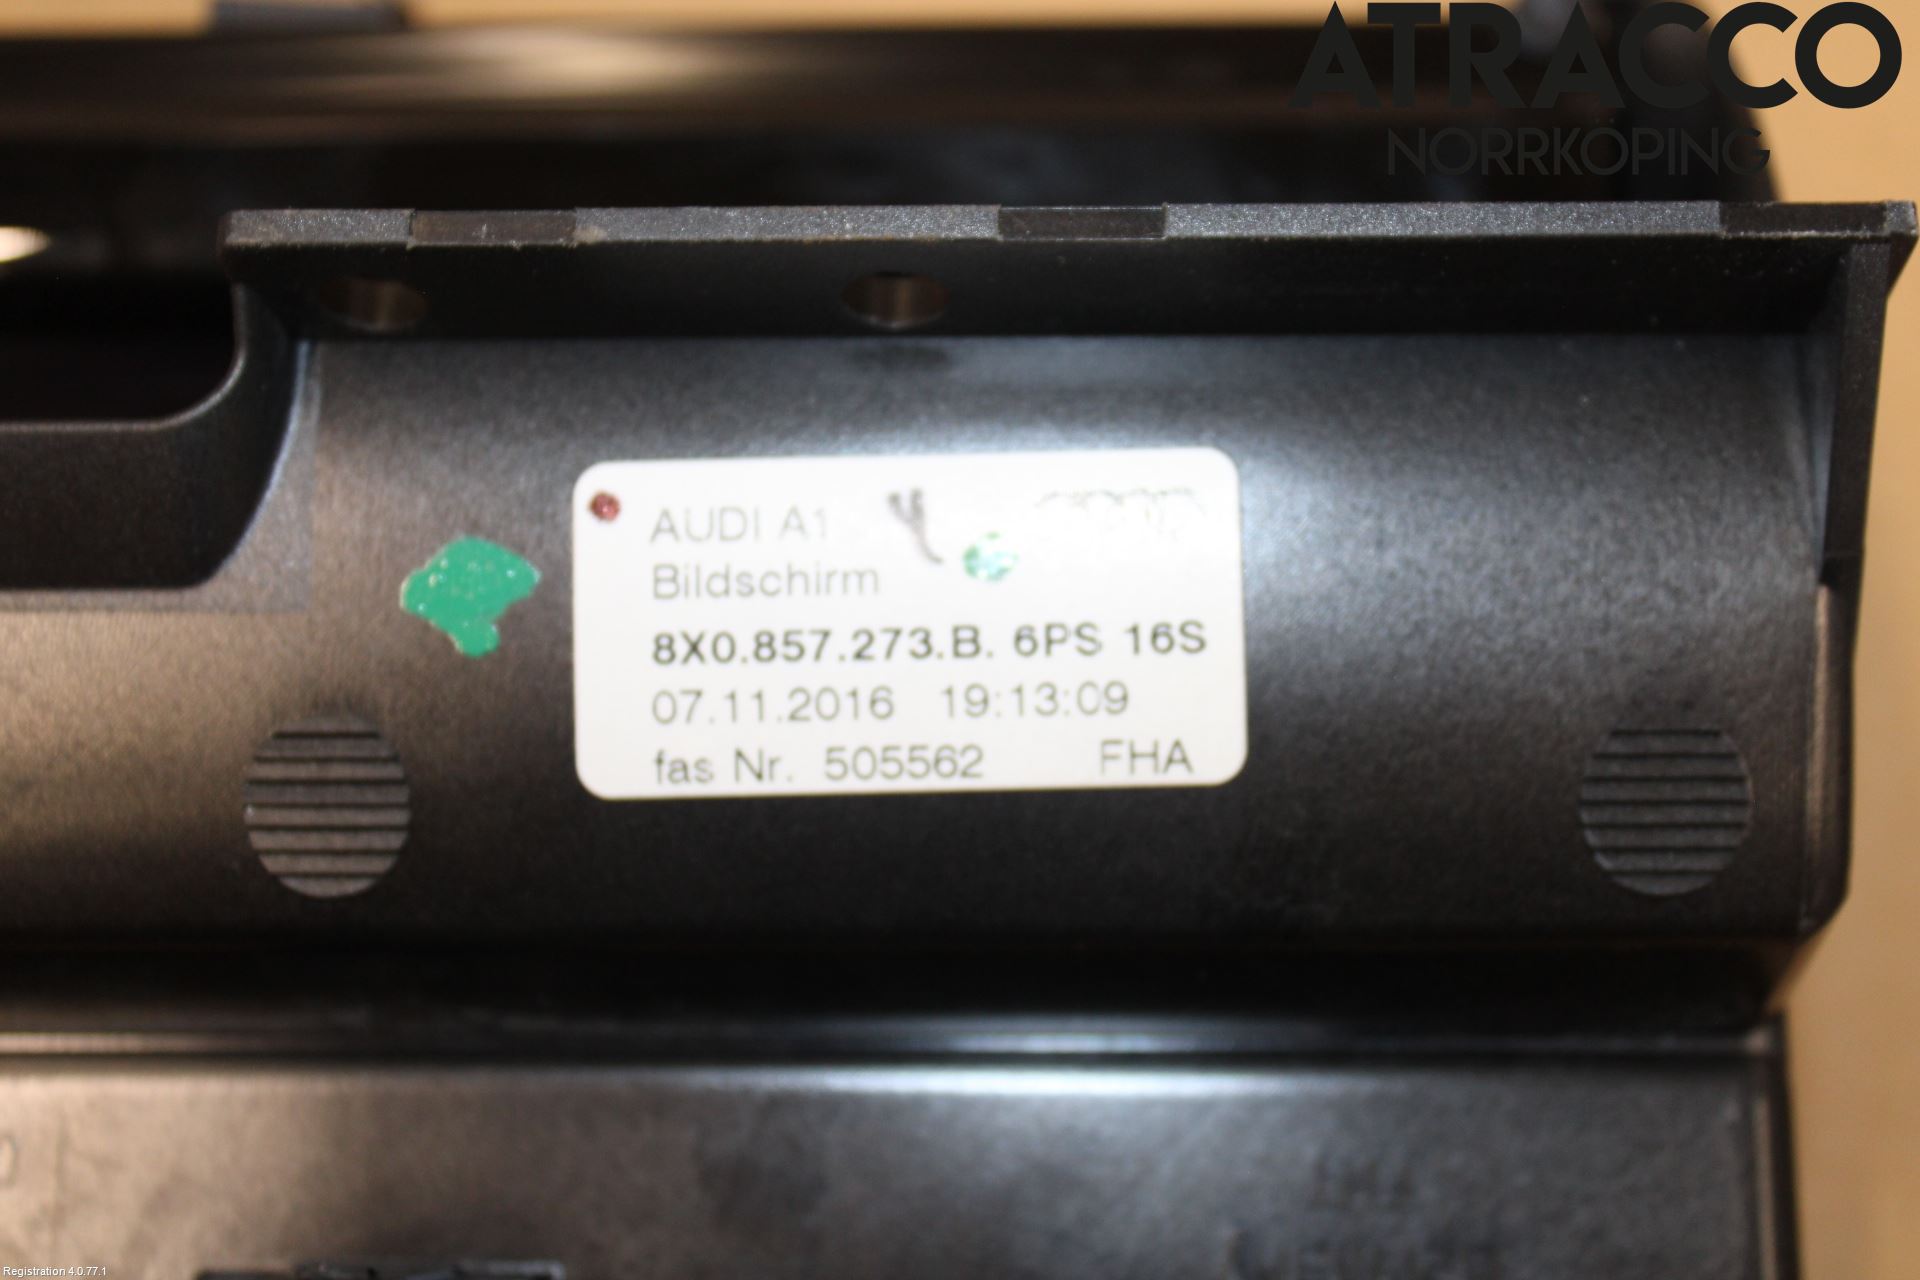 ATRACCO
NORRKOPING
AUDI A1
Bildschirm
8X0.857.273.B. 6PS 16S
07.11.2016 19:13:09
fas Nr. 505562 FHA
Registration 4.0.77.1